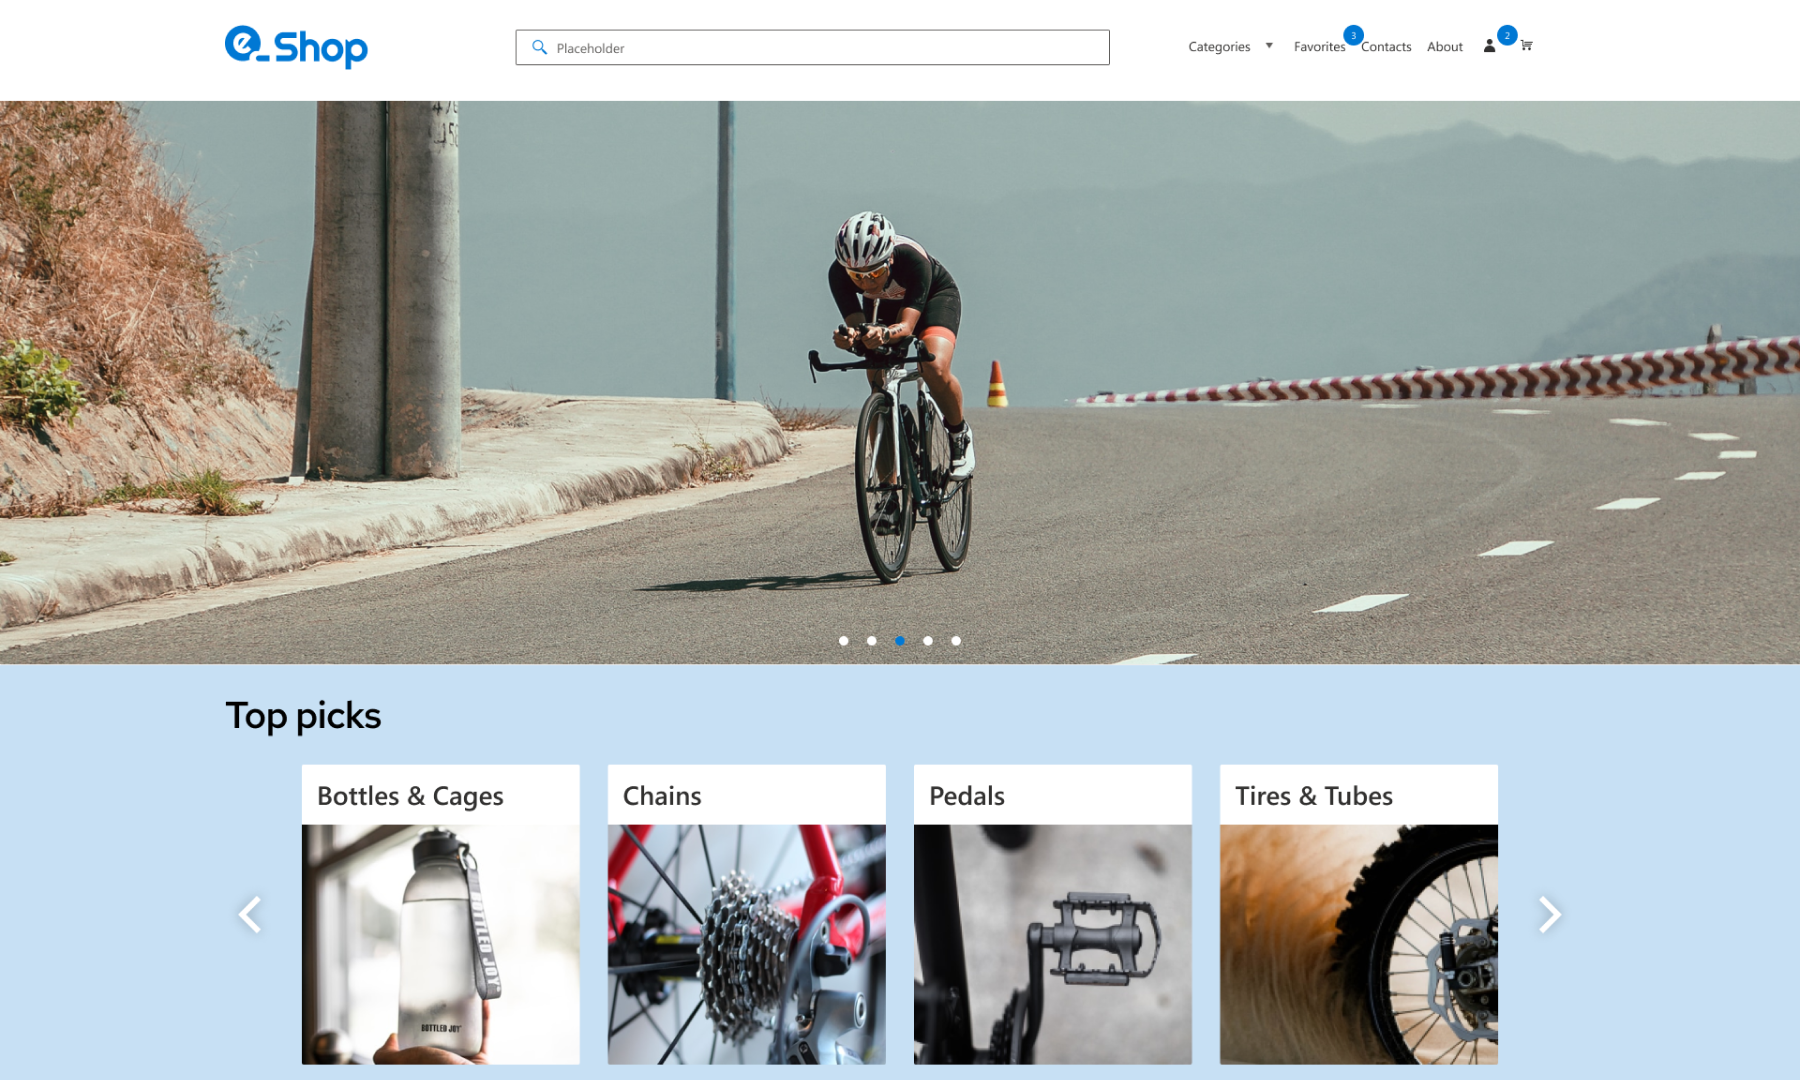 e Shop
Placeholder
Categories
Favorites
3
Contacts
About
2
Top picks
Bottles & Cages
Chains
Pedals
Tires & Tubes
BOTTLED JOY
BOTTLED JOY